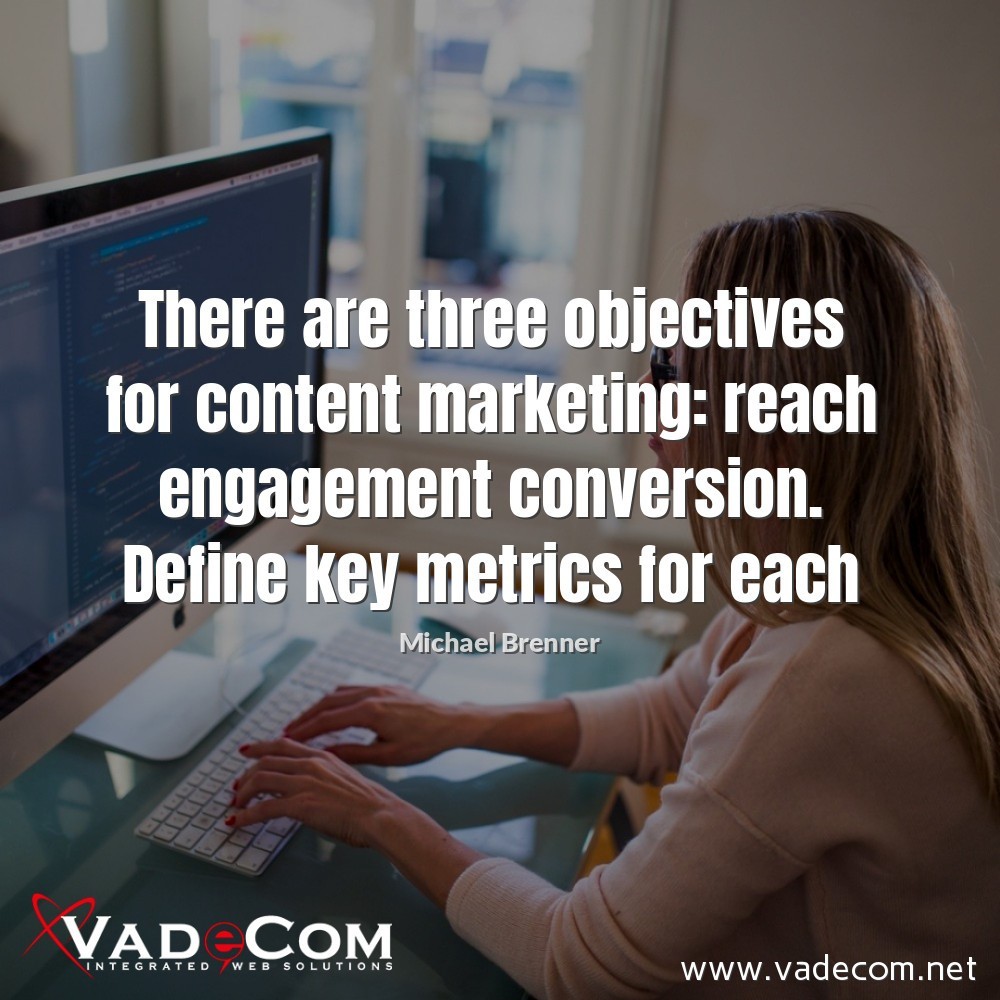 There are three objectives
for content marketing: reach
engagement conversion.
Define key metrics for each
Michael Brenner
VADeCOM
INTEGRATED WEB SOLUTIONS
www.vadecom.net